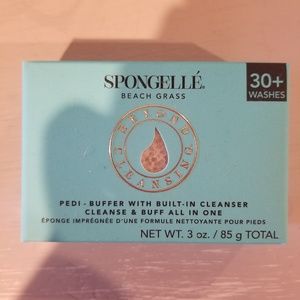 SPONGELLÉ®
BEACH GRASS
30+
WASHES
BEYOND
CLEANSING
PEDI - BUFFER WITH BUILT-IN CLEANSER
CLEANSE & BUFF ALL IN ONE
ÉPONGE IMPRÉGNÉE D'UNE FORMULE NETTOYANTE POUR PIEDS
NET WT. 3 oz. / 85 g TOTAL